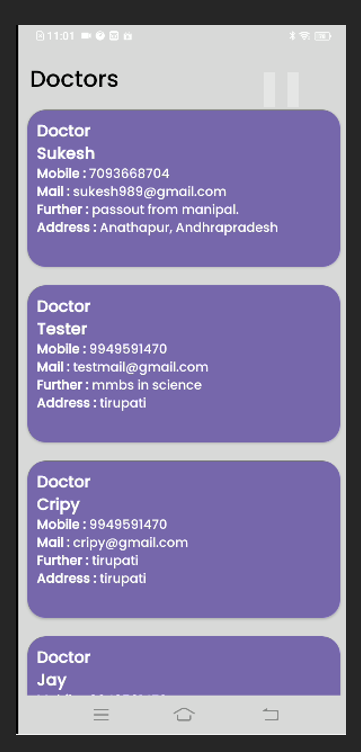 11:01
Doctors
Doctor
Sukesh
Mobile : 7093668704
Mail : sukesh989@gmail.com
Further : passout from manipal.
Address : Anathapur, Andhrapradesh
Doctor
Tester
Mobile : 9949591470
Mail : testmail@gmail.com
Further : mmbs in science
Address : tirupati
Doctor
Cripy
Mobile : 9949591470
Mail : cripy@gmail.com
Further : tirupati
Address : tirupati
Doctor
Jay